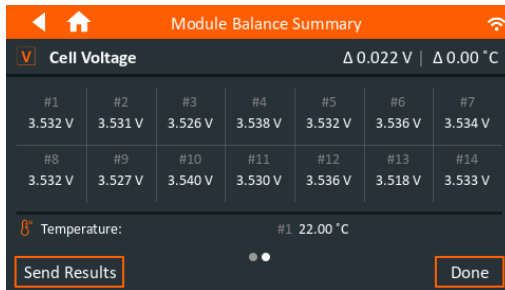 Module Balance Summary
V Cell Voltage Δ 0.022 V | Δ 0.00 °C
#1 #2 #3 #4 #5 #6 #7
3.532 V 3.531 V 3.526 V 3.538 V 3.532 V 3.536 V 3.534 V
#8 #9 #10 #11 #12 #13 #14
3.532 V 3.527 V 3.540 V 3.530 V 3.536 V 3.518 V 3.533 V
Temperature: #1 22.00 °C
Send Results Done